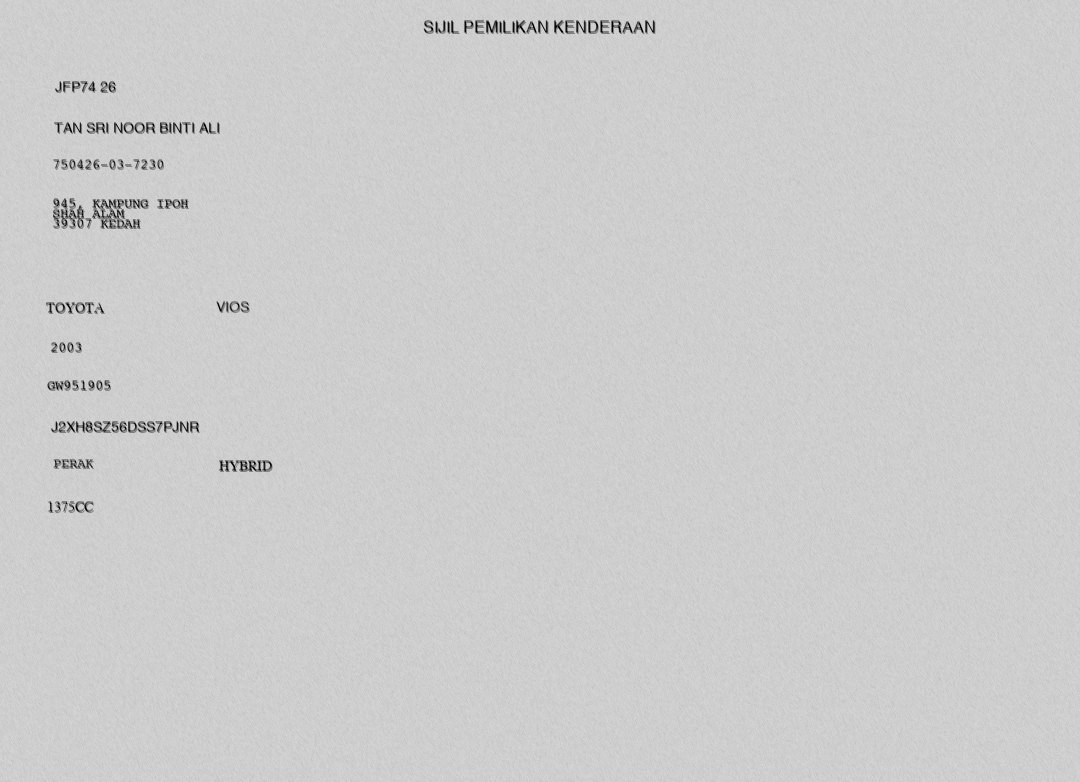 SIJIL PEMILIKAN KENDERAAN
JFP74 26
TAN SRI NOOR BINTI ALI
750426-03-7230
945, KAMPUNG IPOH
SHAH ALAM
39307 KEDAH
TOYOTA VIOS
2003
GW951905
J2XH8SZ56DSS7PJNR
PERAK HYBRID
1375CC